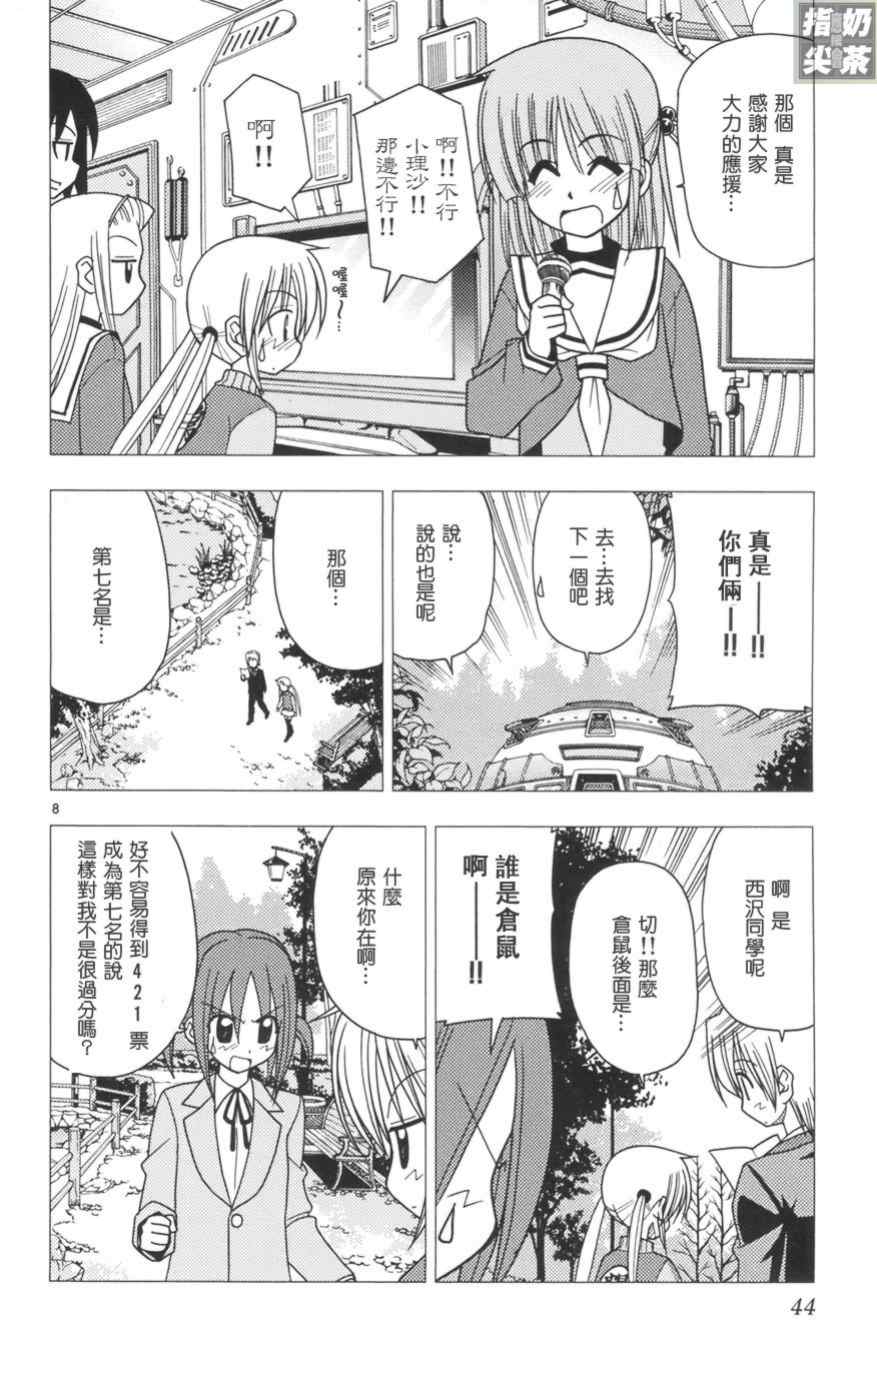 指奶
尖茶
那個 真是
感謝大家
大力的應援…
啊!!不行
小理沙!!
那邊不行!!
啊!!
喔喔～…
真是——!!
你們倆—!!
去…去找
下一個吧
說…
說的也是呢
那個…
第七名是…
8
啊 是
西沢同學呢
切!!那麼
倉鼠後面是…
誰是倉鼠
啊——!!
什麼
原來你在啊…
好不容易得到421票
成為第七名的說
這樣對我不是很過分嗎?
44